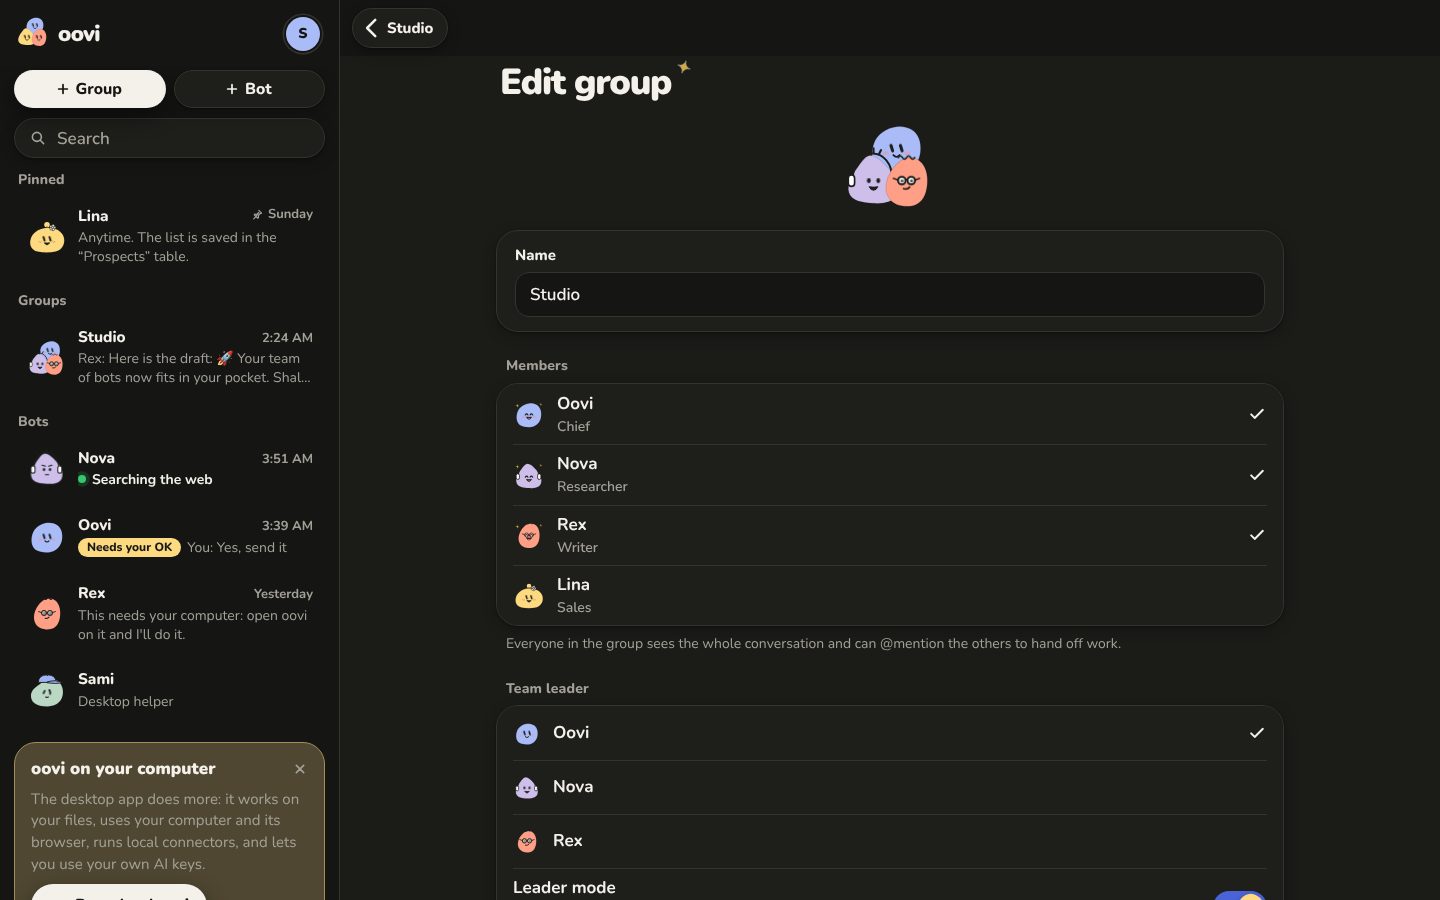 oovi
S
+ Group
+ Bot
Search
Pinned
Lina
Sunday
Anytime. The list is saved in the
“Prospects” table.
Groups
Studio
2:24 AM
Rex: Here is the draft: 🚀 Your team
of bots now fits in your pocket. Shal...
Bots
Nova
3:51 AM
Searching the web
Oovi
3:39 AM
Needs your OK
You: Yes, send it
Rex
Yesterday
This needs your computer: open oovi
on it and I'll do it.
Sami
Desktop helper
oovi on your computer
The desktop app does more: it works on
your files, uses your computer and its
browser, runs local connectors, and lets
you use your own AI keys.
Studio
Edit group
Name
Studio
Members
Oovi
Chief
Nova
Researcher
Rex
Writer
Lina
Sales
Everyone in the group sees the whole conversation and can @mention the others to hand off work.
Team leader
Oovi
Nova
Rex
Leader mode